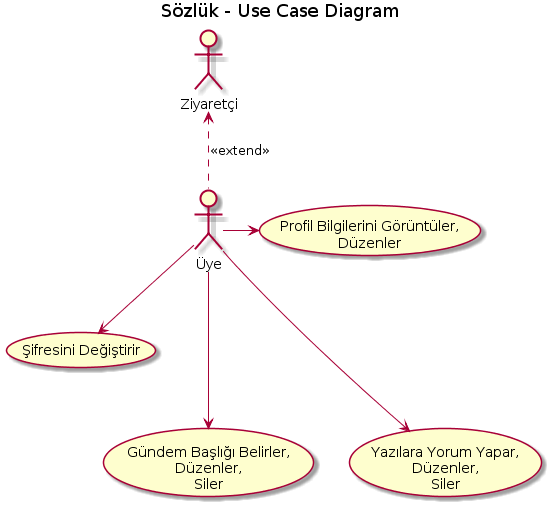 Sözlük - Use Case Diagram
Ziyaretçi
«extend»
Üye
Profil Bilgilerini Görüntüler,
Düzenler
Şifresini Değiştirir
Gündem Başlığı Belirler,
Düzenler,
Siler
Yazılara Yorum Yapar,
Düzenler,
Siler